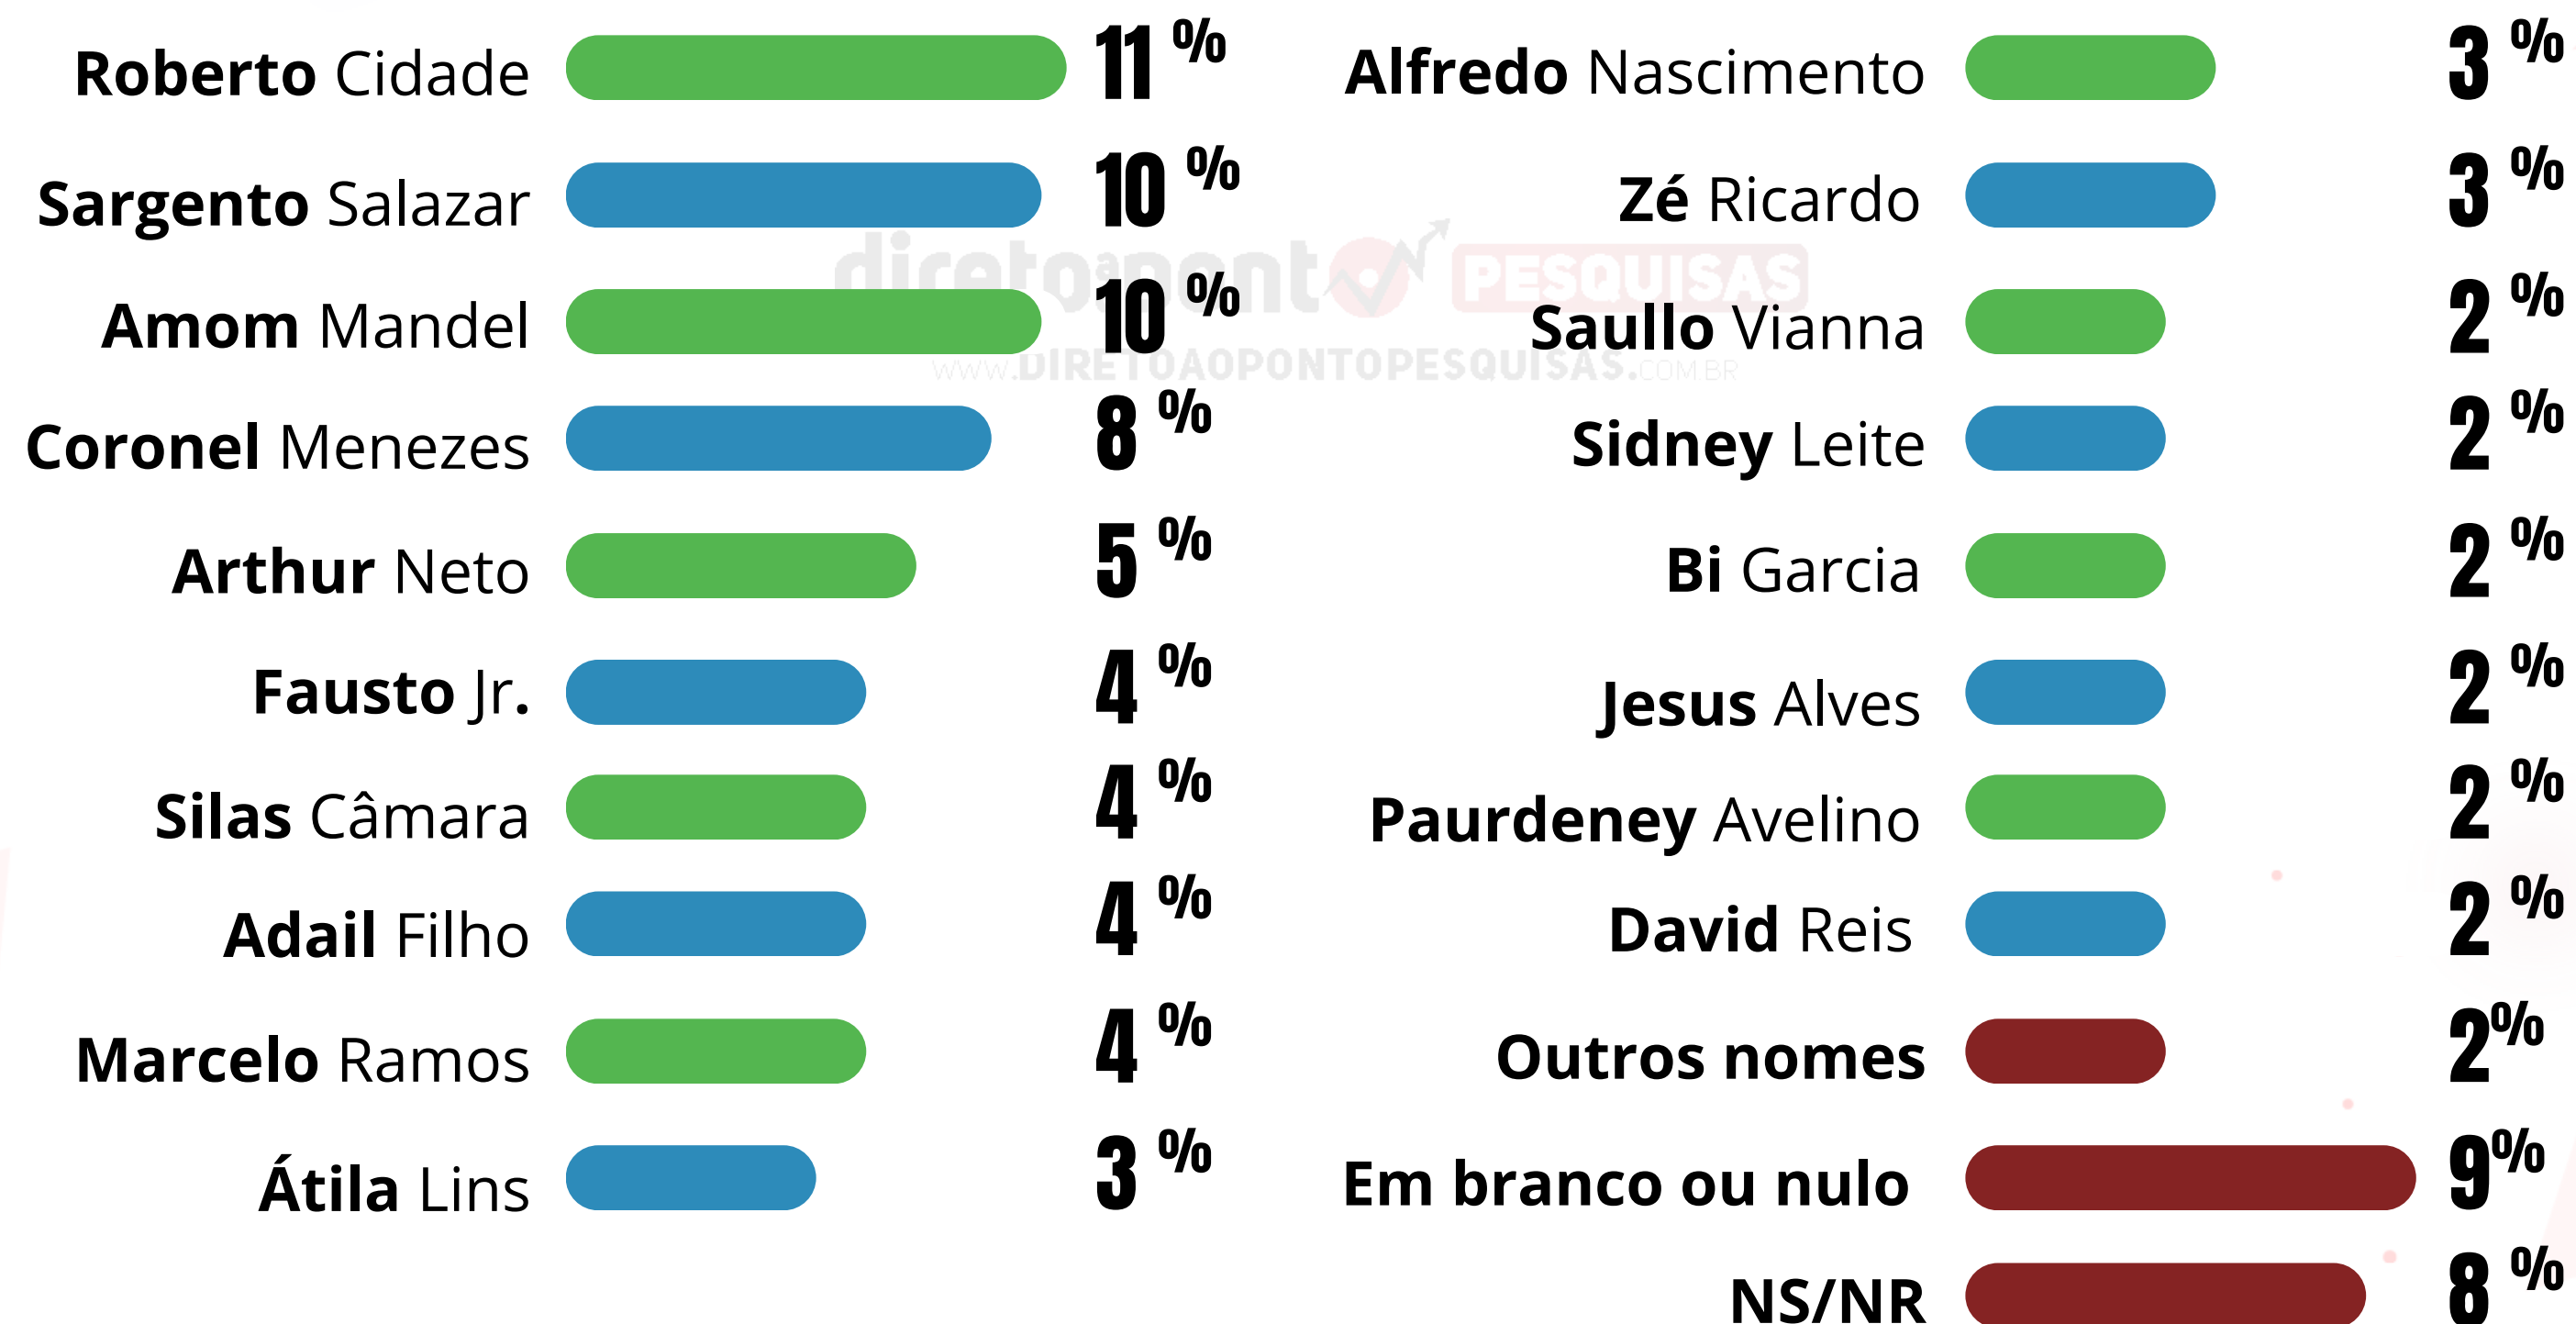 Roberto Cidade 11 %
Sargento Salazar 10 %
Amom Mandel 10 %
Coronel Menezes 8 %
Arthur Neto 5 %
Fausto Jr. 4 %
Silas Câmara 4 %
Adail Filho 4 %
Marcelo Ramos 4 %
Átila Lins 3 %
Alfredo Nascimento 3 %
Zé Ricardo 3 %
Saullo Vianna 2 %
Sidney Leite 2 %
Bi Garcia 2 %
Jesus Alves 2 %
Paurdeney Avelino 2 %
David Reis 2 %
Outros nomes 2%
Em branco ou nulo 9%
NS/NR 8 %
diretoaoponto PESQUISAS
WWW.DIRETOAOPONTOPESQUISAS.COM.BR